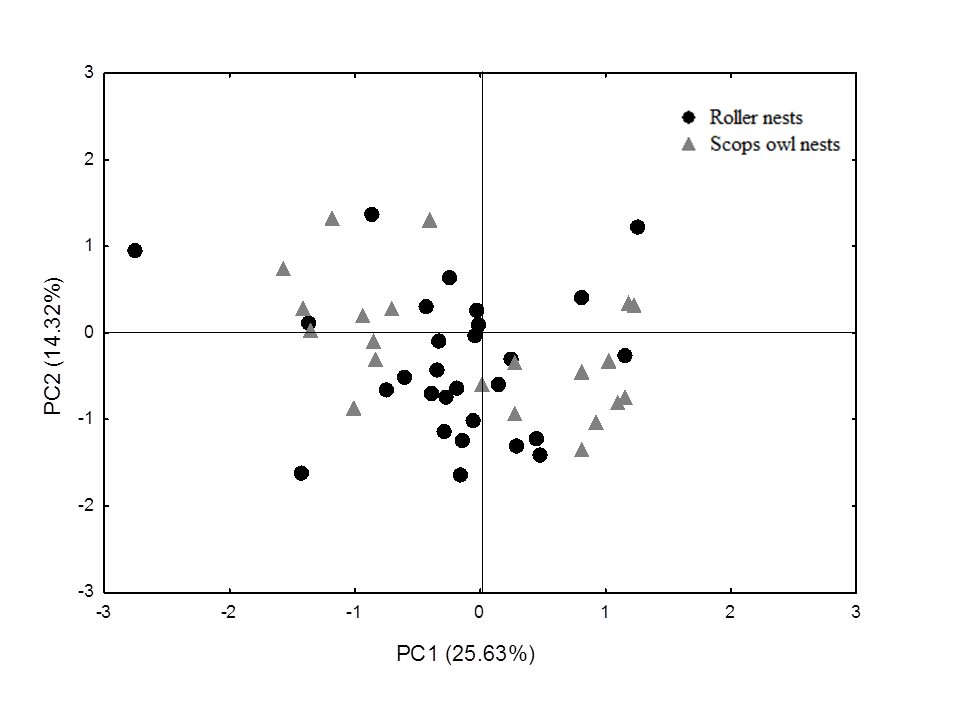 3
Roller nests
Scops owl nests
2
1
0
-1
-2
-3
PC2 (14.32%)
-3 -2 -1 0 1 2 3
PC1 (25.63%)